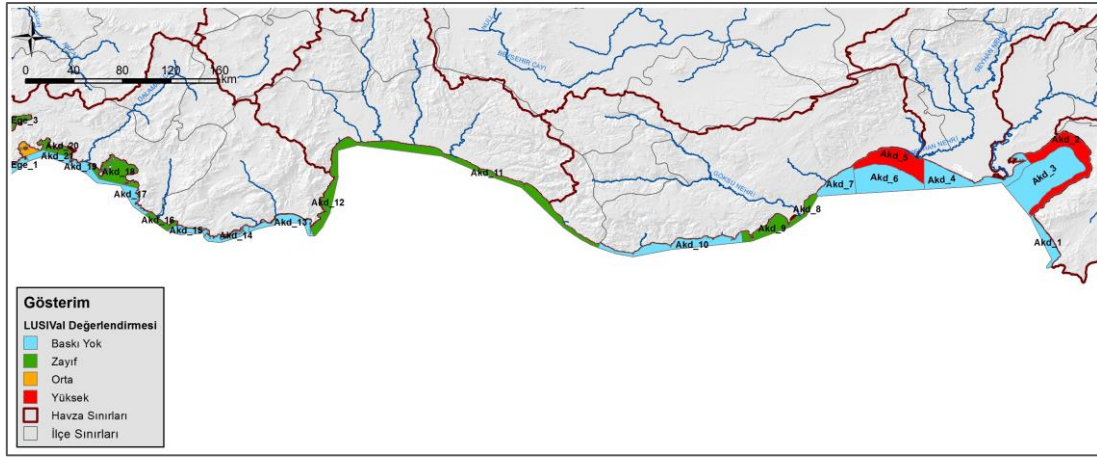 0 40 80 120 160
km
BEYŞEHİR ÇAYI
SEYHAN NEHRİ
GÖKSU NEHRİ
Ege_3
Akd_20
Ege_1
Akd_21
Akd_19
Akd_18
Akd_17
Akd_16
Akd_15
Akd_14
Akd_13
Akd_12
Akd_11
Akd_10
Akd_9
Akd_8
Akd_7
Akd_6
Akd_5
Akd_4
Akd_3
Akd_2
Akd_1
Gösterim
LUSIVal Değerlendirmesi
Baskı Yok
Zayıf
Orta
Yüksek
Havza Sınırları
İlçe Sınırları